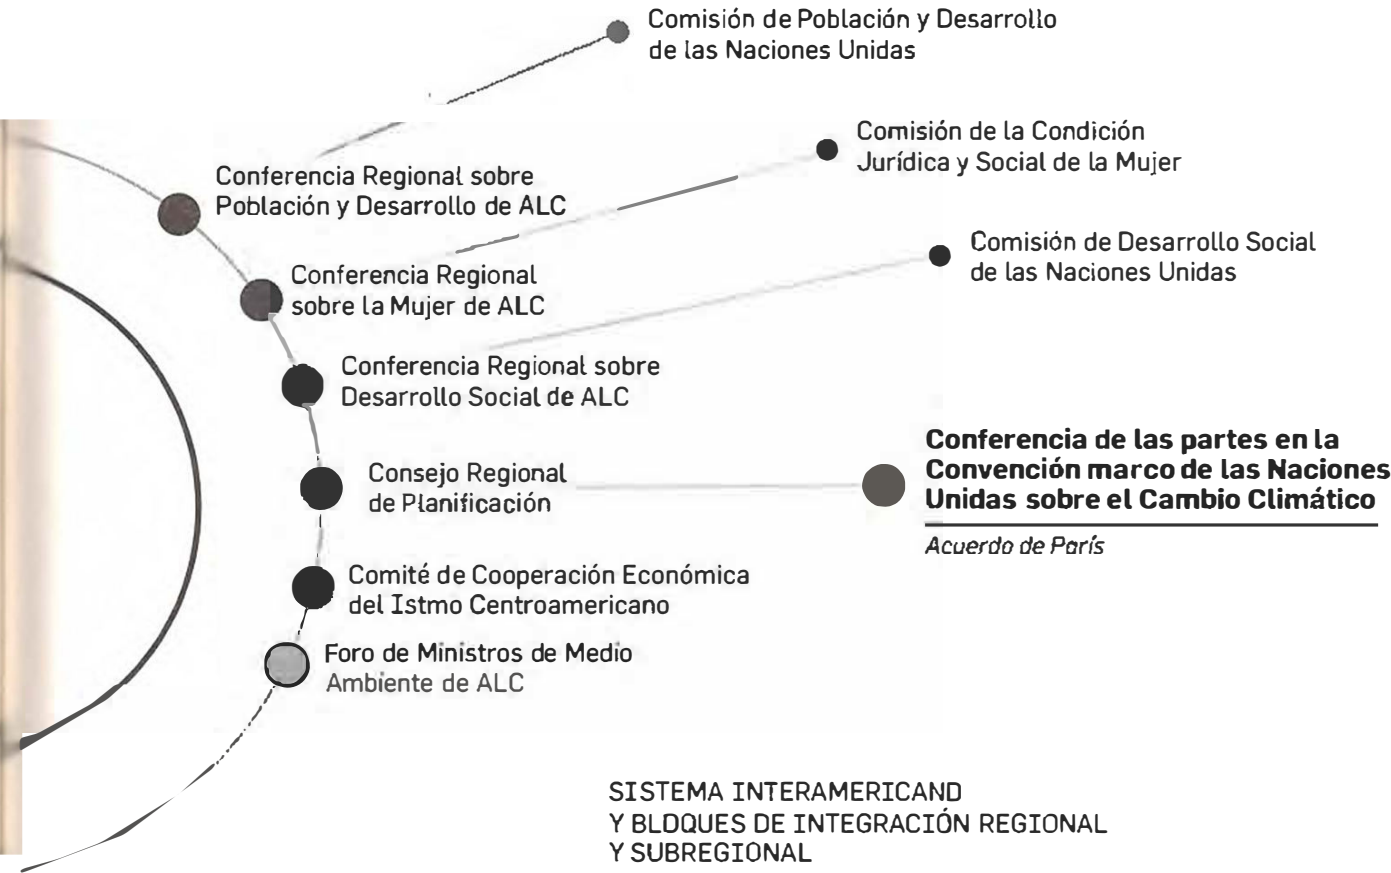 Comisión de Población y Desarrollo
de las Naciones Unidas
Comisión de la Condición
Jurídica y Social de la Mujer
Conferencia Regional sobre
Población y Desarrollo de ALC
Comisión de Desarrollo Social
de las Naciones Unidas
Conferencia Regional
sobre la Mujer de ALC
Conferencia Regional sobre
Desarrollo Social de ALC
Conferencia de las partes en la
Convención marco de las Naciones
Unidas sobre el Cambio Climático
Acuerdo de París
Consejo Regional
de Planificación
Comité de Cooperación Económica
del Istmo Centroamericano
Foro de Ministros de Medio
Ambiente de ALC
SISTEMA INTERAMERICAND
Y BLDQUES DE INTEGRACIÓN REGIONAL
Y SUBREGIONAL